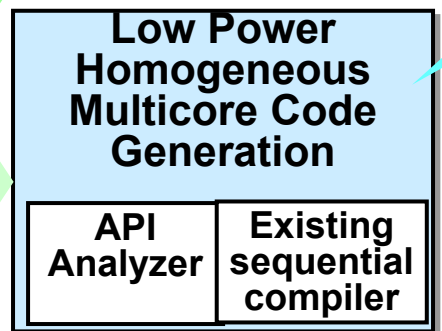 Low Power
Homogeneous
Multicore Code
Generation
API
Analyzer
Existing
sequential
compiler